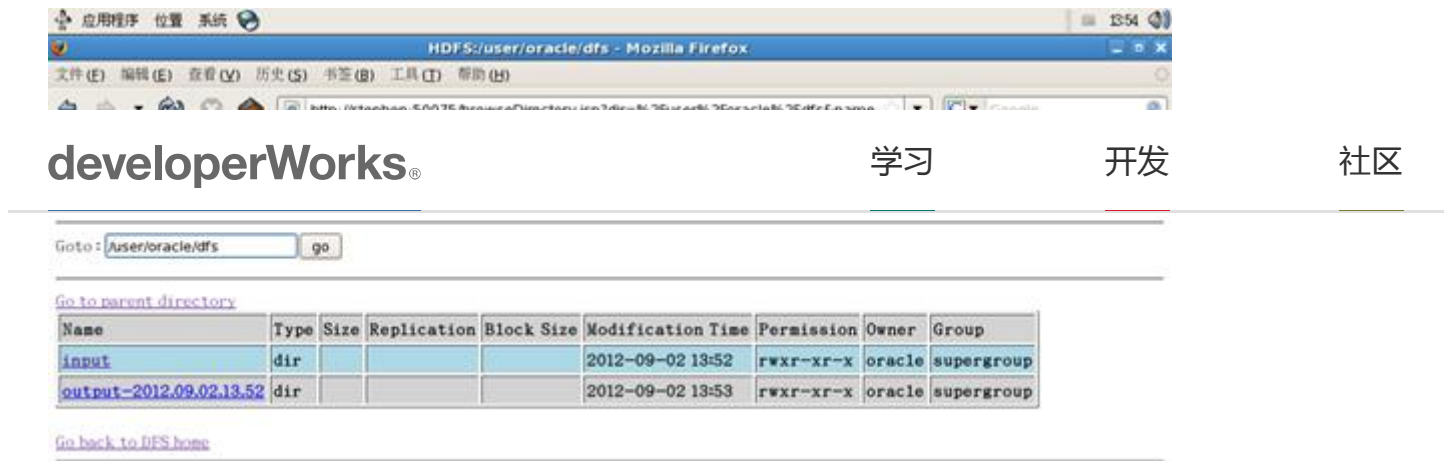 应用程序 位置 系统 13:54
HDFS:/user/oracle/dfs - Mozilla Firefox
文件(E) 编辑(E) 查看(V) 历史(S) 书签(B) 工具(T) 帮助(H)
developerWorks® 学习 开发 社区
Goto: /user/oracle/dfs go
Go to parent directory
Name Type Size Replication Block Size Modification Time Permission Owner Group
input dir 2012-09-02 13:52 rwxr-xr-x oracle supergroup
output-2012.09.02.13.52 dir 2012-09-02 13:53 rwxr-xr-x oracle supergroup
Go back to DFS home